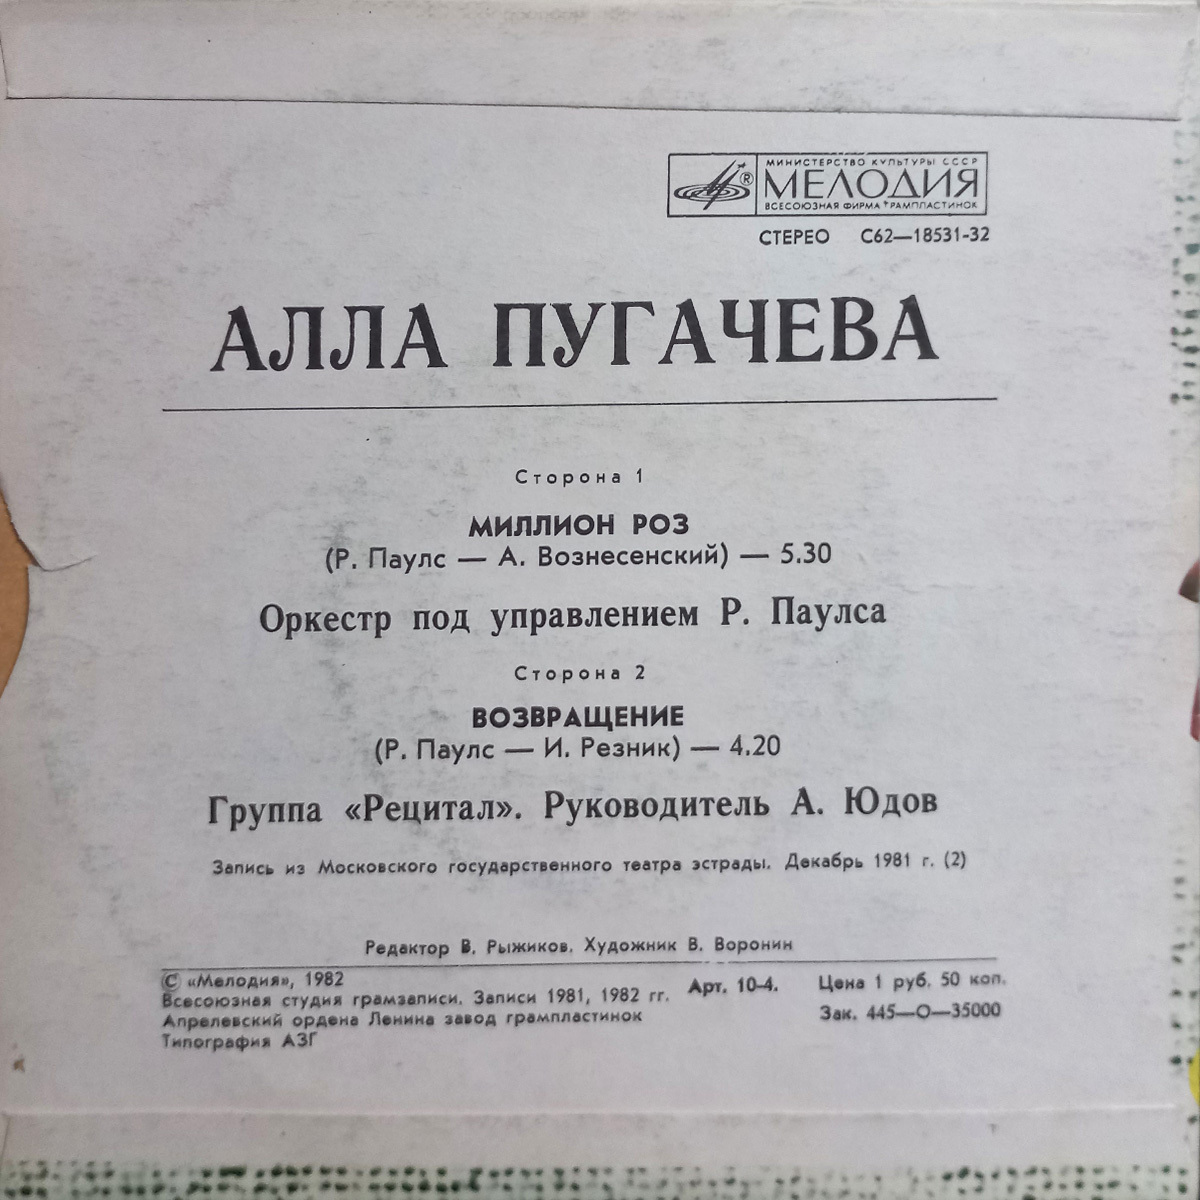 МИНИСТЕРСТВО КУЛЬТУРЫ СССР
МЕЛОДИЯ
ВСЕСОЮЗНАЯ ФИРМА ГРАМПЛАСТИНОК
®
СТЕРЕО С62—18531-32
АЛЛА ПУГАЧЕВА
Сторона 1
МИЛЛИОН РОЗ
(Р. Паулс — А. Вознесенский) — 5.30
Оркестр под управлением Р. Паулса
Сторона 2
ВОЗВРАЩЕНИЕ
(Р. Паулс — И. Резник) — 4.20
Группа «Рецитал». Руководитель А. Юдов
Запись из Московского государственного театра эстрады. Декабрь 1981 г. (2)
Редактор В. Рыжиков. Художник В. Воронин
© «Мелодия», 1982
Всесоюзная студия грамзаписи. Записи 1981, 1982 гг.
Апрелевский ордена Ленина завод грампластинок
Типография АЗГ
Арт. 10-4.
Цена 1 руб. 50 коп.
Зак. 445—О—35000